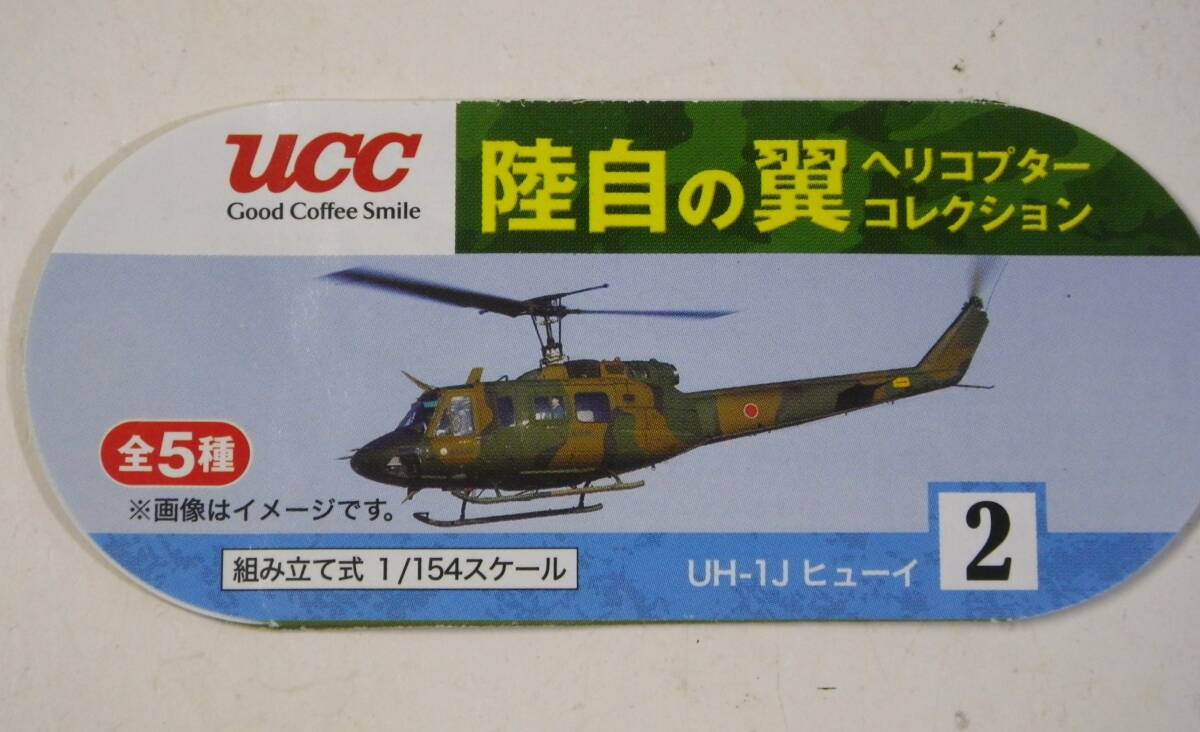 ucc
Good Coffee Smile
陸自の翼 ヘリコプター
コレクション
全5種
※画像はイメージです。
組み立て式 1/154スケール
UH-1J ヒューイ
2